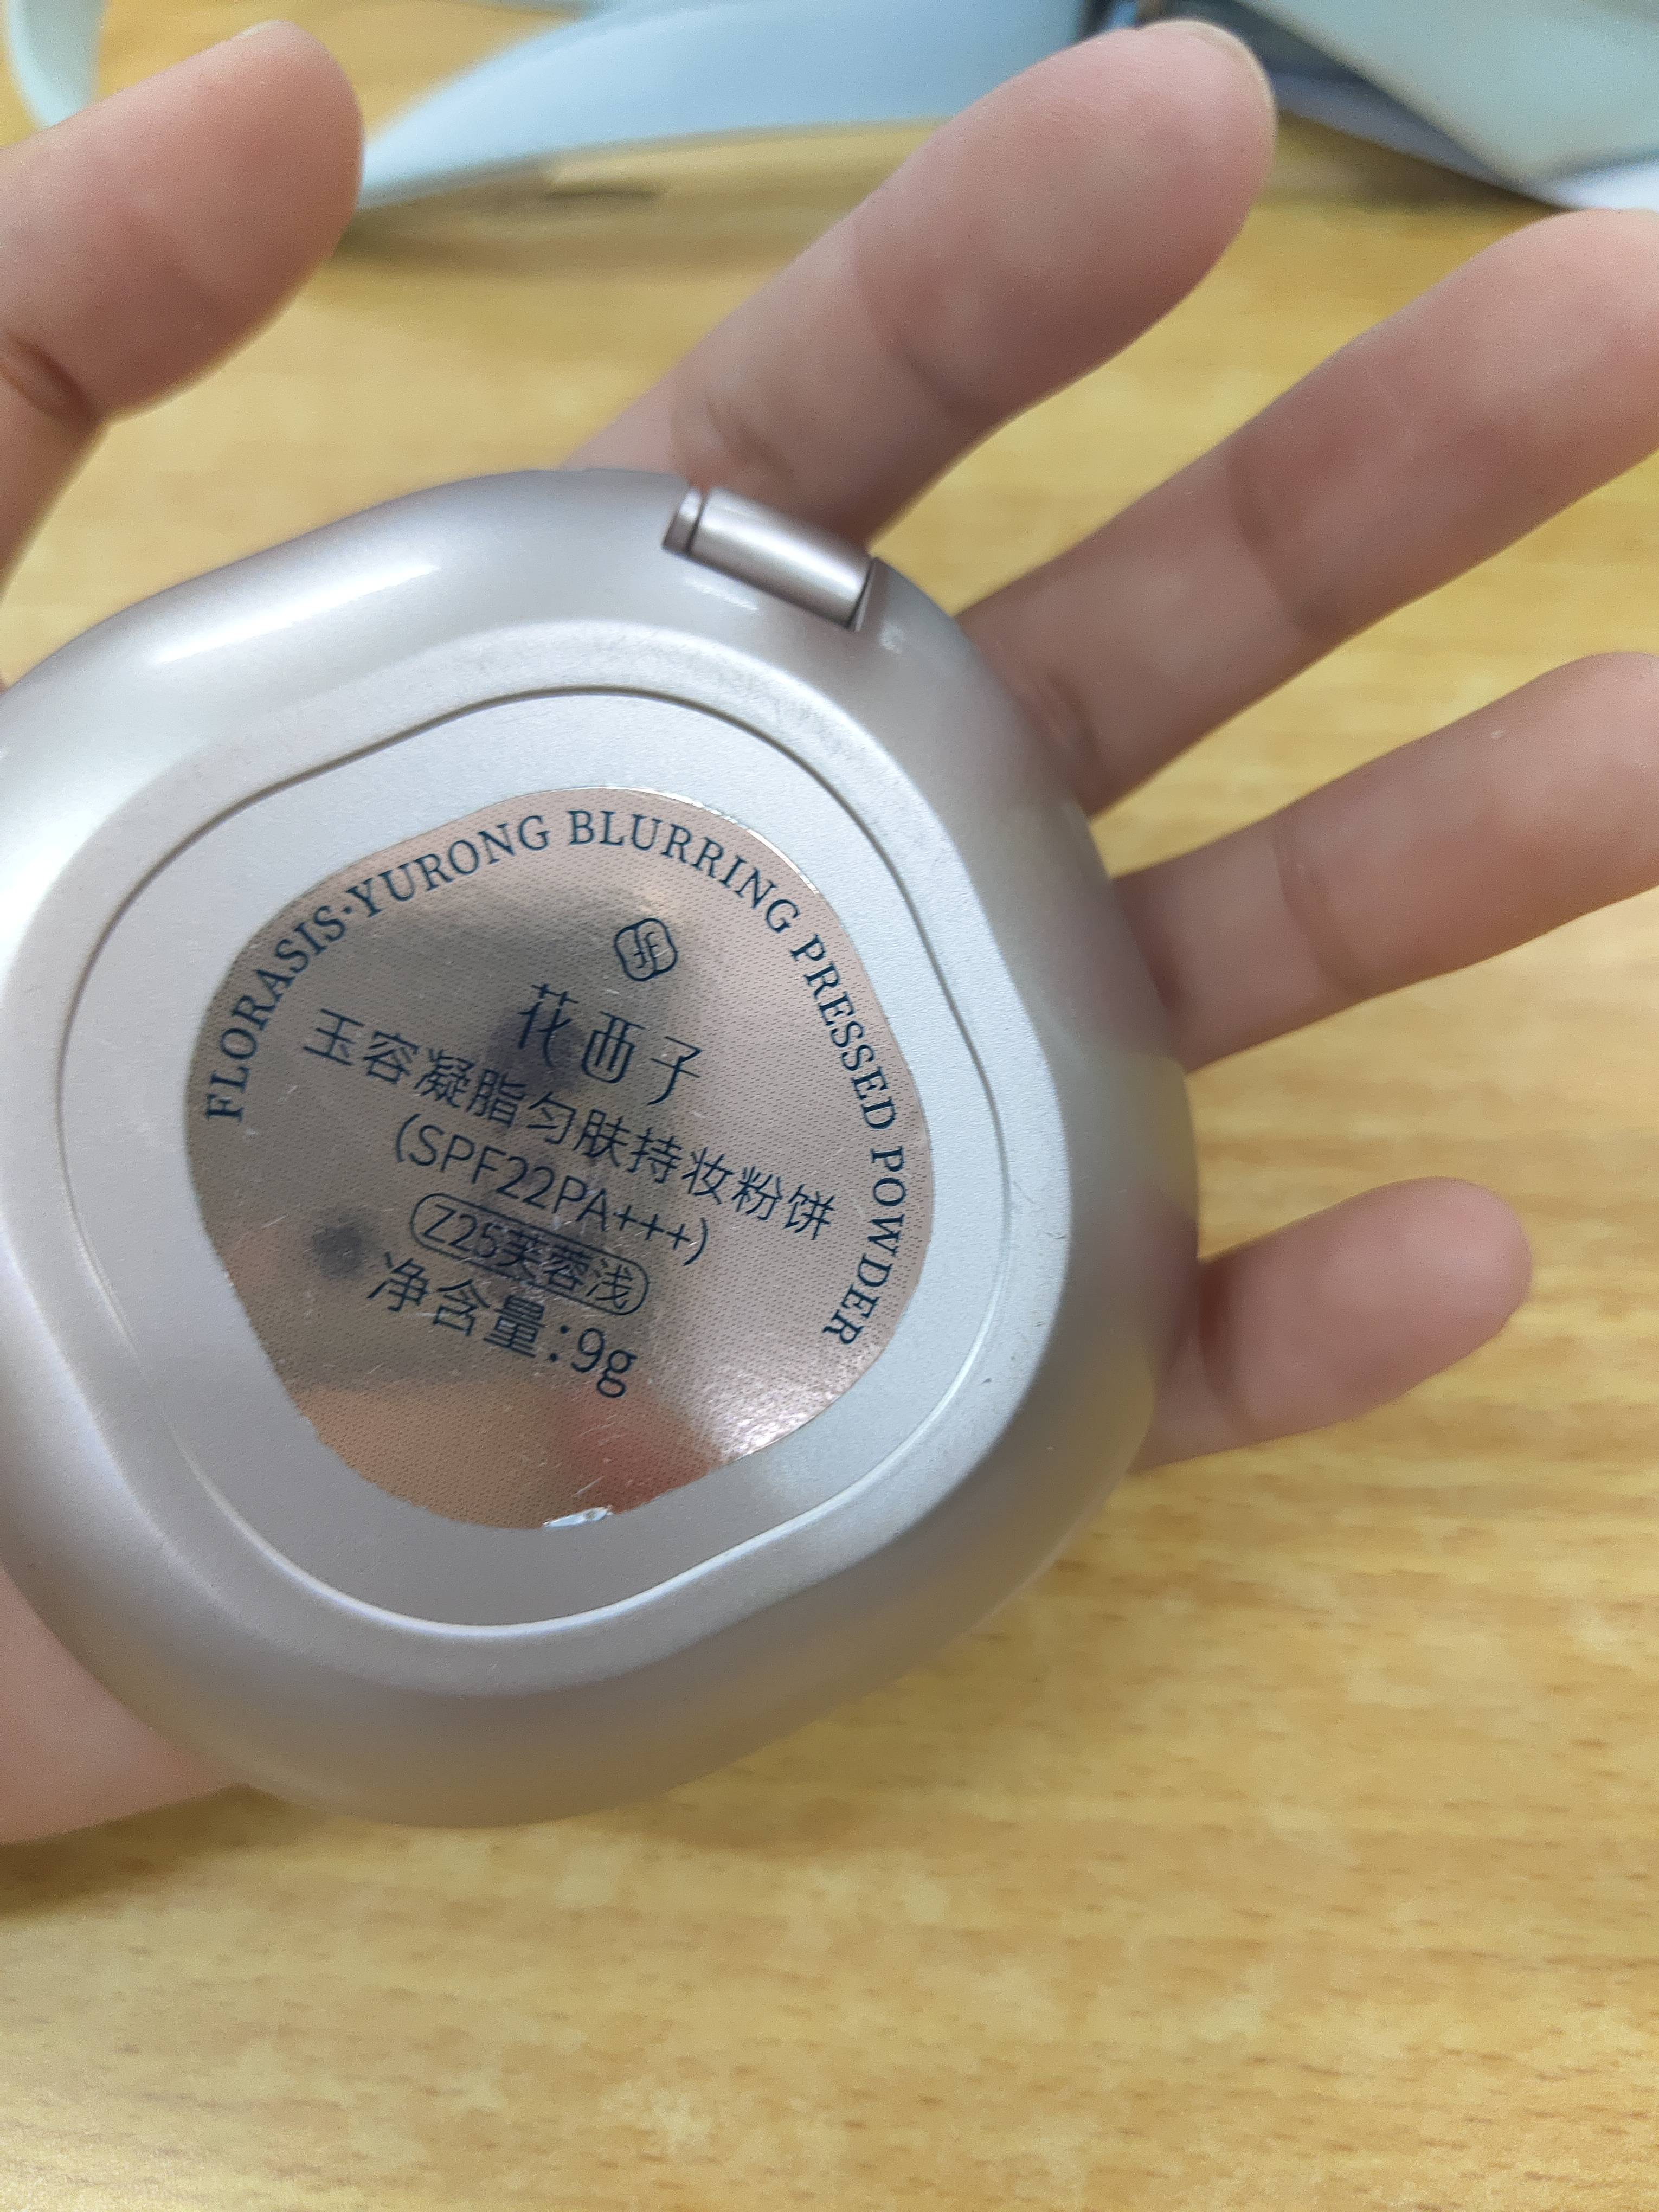 FLORASIS·YURONG BLURRING PRESSED POWDER
花西子
玉容凝脂匀肤持妆粉饼
(SPF22PA+++)
Z25芙蓉浅
净含量:9g